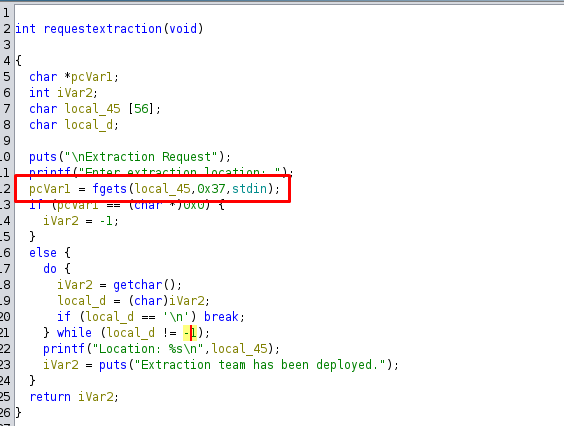 1
2 int requestextraction(void)
3
4 {
5 char *pcVar1;
6 int iVar2;
7 char local_45 [56];
8 char local_d;
9
10 puts("\nExtraction Request");
11 printf("Enter extraction location: ");
12 pcVar1 = fgets(local_45,0x37,stdin);
13 if (pcVar1 == (char *)0x0) {
14 iVar2 = -1;
15 }
16 else {
17 do {
18 iVar2 = getchar();
19 local_d = (char)iVar2;
20 if (local_d == '\n') break;
21 } while (local_d != -1);
22 printf("Location: %s\n",local_45);
23 iVar2 = puts("Extraction team has been deployed.");
24 }
25 return iVar2;
26 }